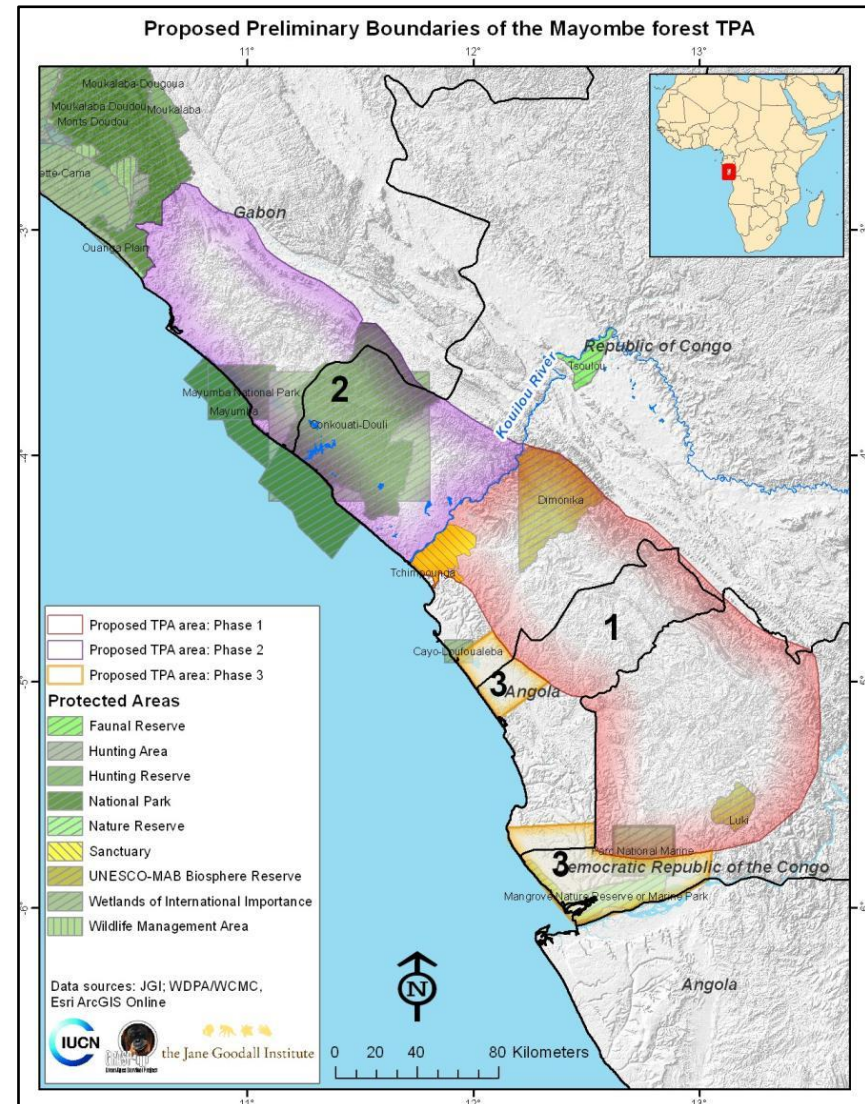 Proposed Preliminary Boundaries of the Mayombe forest TPA
11°
12°
13°
Moukalaba-Dougoua
Moukalaba Doudou
Moukalaba
Monts Doudou
ette-Cama
Gabon
Ouanga Plain
Republic of Congo
Tsoulou
Kouilou River
2
Mayumba National Park
Mayumba
Conkouati-Douli
Dimonika
Tchimpounga
1
Cayo-Loufoualeba
3
Angola
Luki
Parc National Marine
3
Democratic Republic of the Congo
Mangrove Nature Reserve or Marine Park
Angola
Proposed TPA area: Phase 1
Proposed TPA area: Phase 2
Proposed TPA area: Phase 3
Protected Areas
Faunal Reserve
Hunting Area
Hunting Reserve
National Park
Nature Reserve
Sanctuary
UNESCO-MAB Biosphere Reserve
Wetlands of International Importance
Wildlife Management Area
Data sources: JGI; WDPA/WCMC,
Esri ArcGIS Online
IUCN
the Jane Goodall Institute
N
0 20 40 80 Kilometers
11°
12°
13°